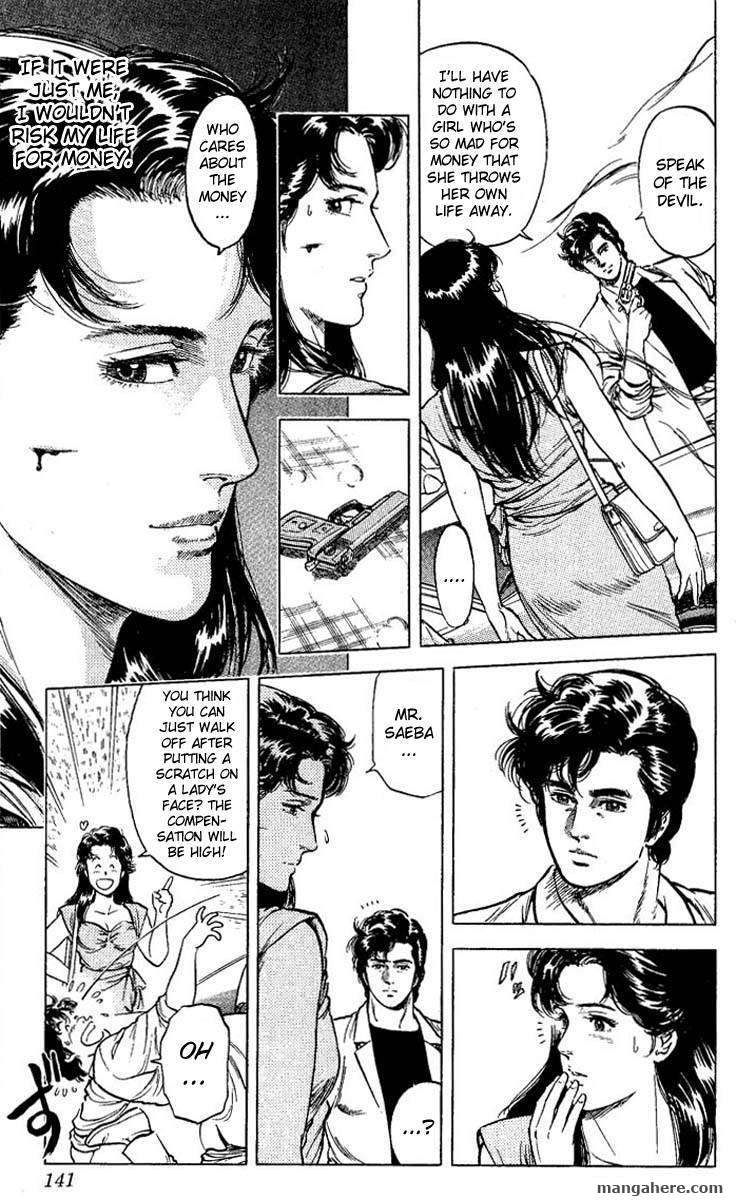 SPEAK
OF THE
DEVIL.
I'LL HAVE
NOTHING
TO DO
WITH A
GIRL WHO'S
SO MAD FOR
MONEY THAT
SHE THROWS
HER OWN
LIFE AWAY.
....
WHO
CARES
ABOUT
THE
MONEY
...
IF IT WERE
JUST ME,
I WOULDN'T
RISK MY LIFE
FOR MONEY.
MR.
SAEBA
...
...?
YOU THINK
YOU CAN
JUST WALK
OFF AFTER
PUTTING A
SCRATCH ON
A LADY'S
FACE? THE
COMPEN-
SATION WILL
BE HIGH!
OH
...
ず
141
mangahere.com